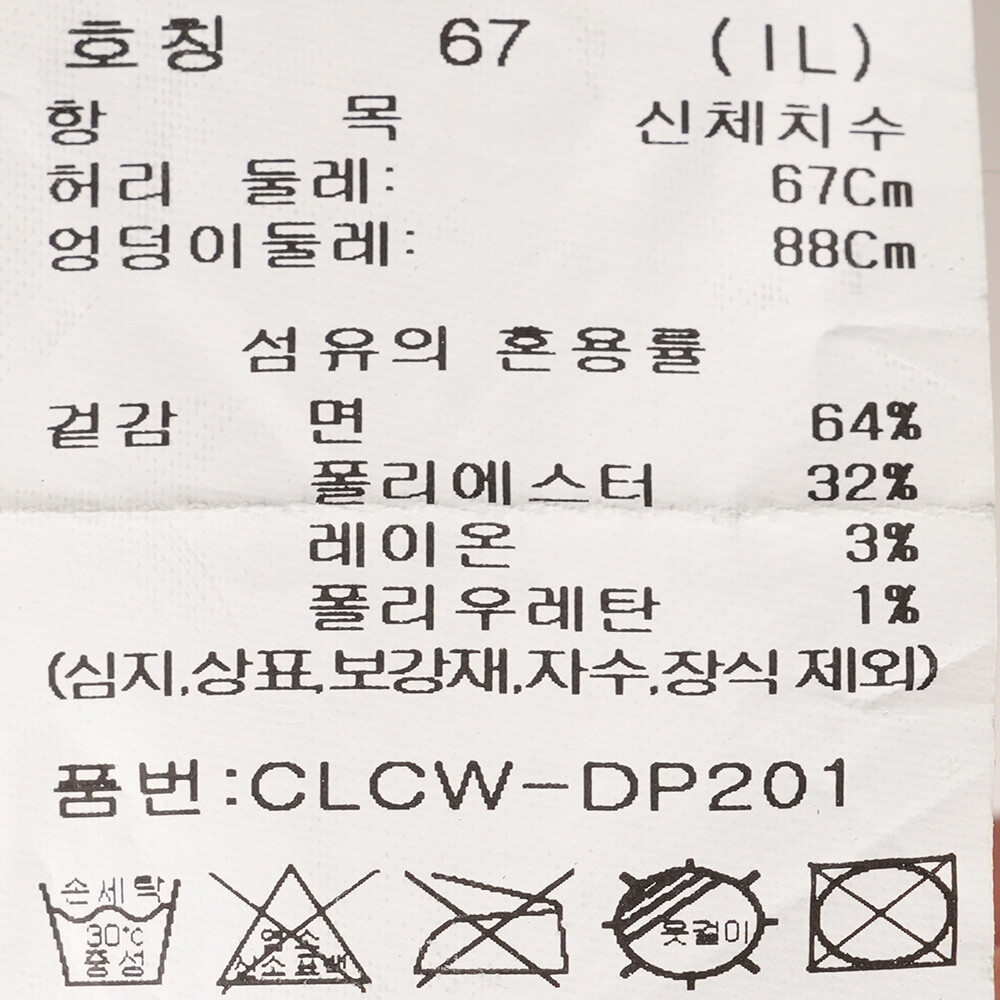 호칭 67 (IL)
항 목 신체치수
허리 둘레: 67Cm
엉덩이둘레: 88Cm
섬유의 혼용률
겉감 면 64%
폴리에스터 32%
레이온 3%
폴리우레탄 1%
(심지,상표,보강재,자수,장식 제외)
품번:CLCW-DP201
손세탁
30°C
중성
염소
산소표백
옷걸이